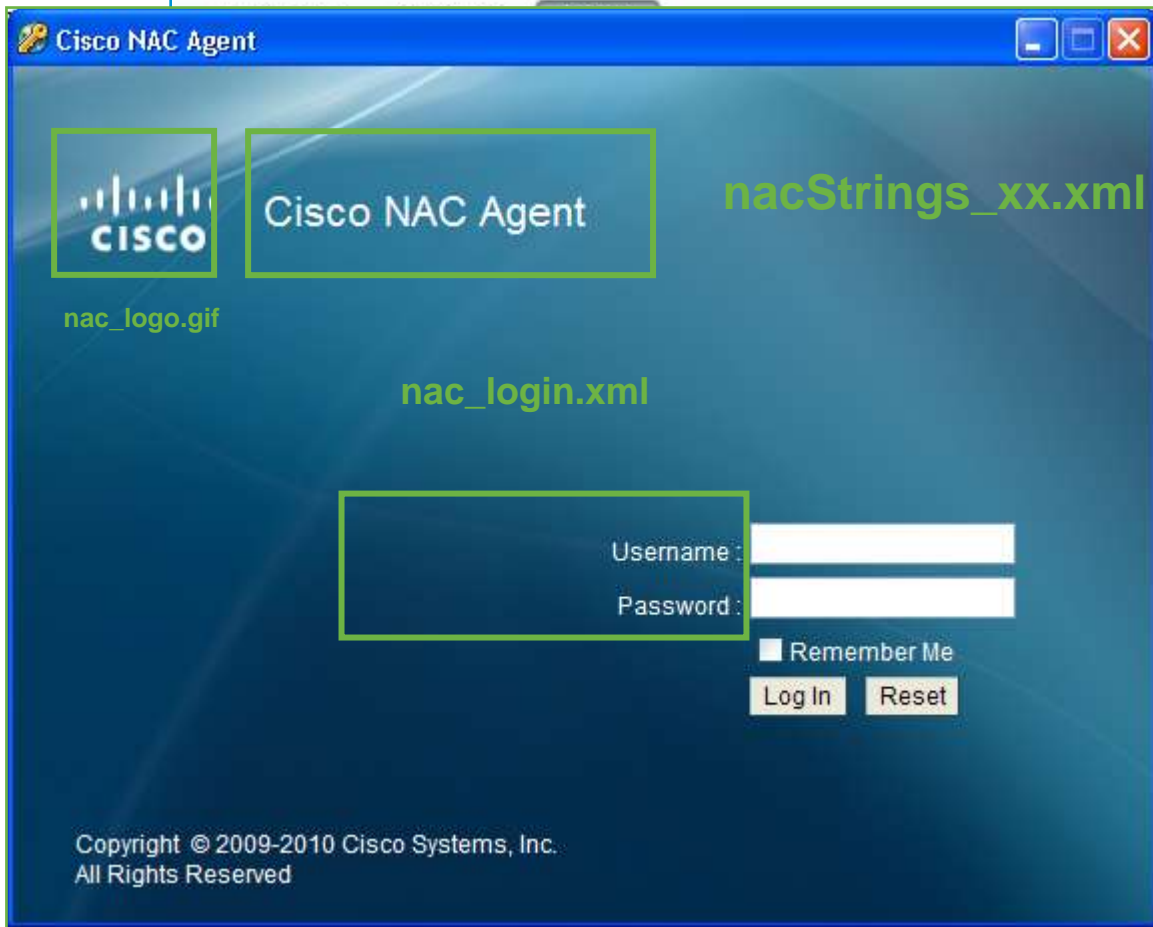 Cisco NAC Agent
CISCO
Cisco NAC Agent
nacStrings_xx.xml
nac_logo.gif
nac_login.xml
Username :
Password :
Remember Me
Log In
Reset
Copyright © 2009-2010 Cisco Systems, Inc.
All Rights Reserved